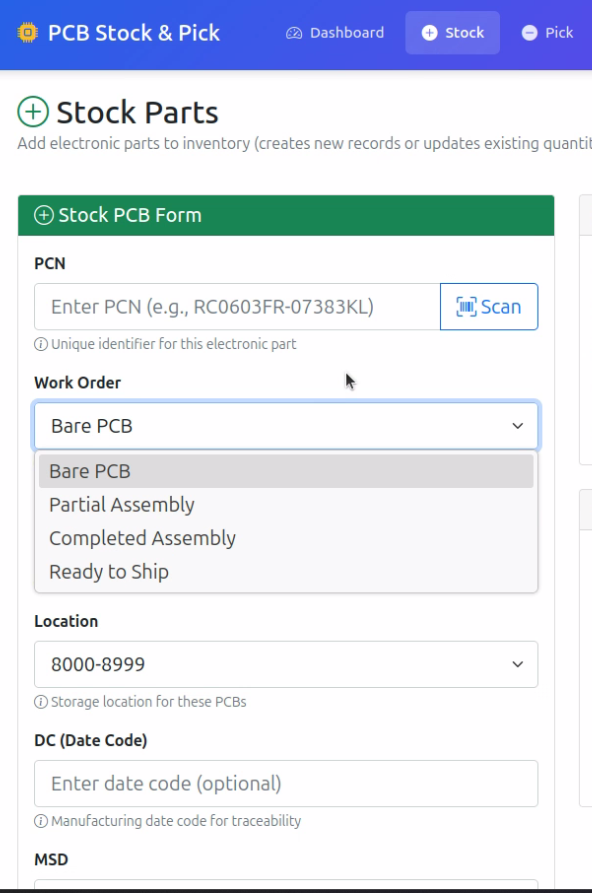 PCB Stock & Pick
Dashboard
Stock
Pick
Stock Parts
Add electronic parts to inventory (creates new records or updates existing
Stock PCB Form
PCN
Enter PCN (e.g., RC0603FR-07383KL)
Scan
Unique identifier for this electronic part
Work Order
Bare PCB
Bare PCB
Partial Assembly
Completed Assembly
Ready to Ship
Location
8000-8999
Storage location for these PCBs
DC (Date Code)
Enter date code (optional)
Manufacturing date code for traceability
MSD